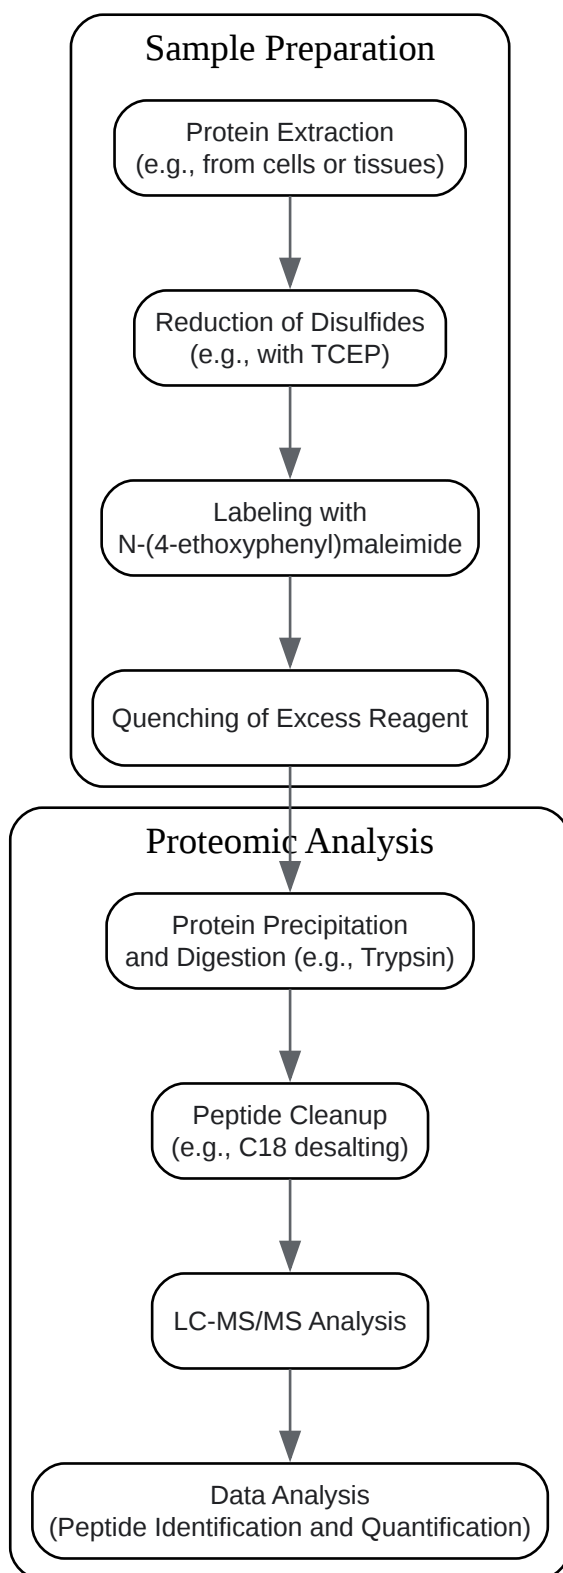 Sample Preparation
Protein Extraction
(e.g., from cells or tissues)
Reduction of Disulfides
(e.g., with TCEP)
Labeling with
N-(4-ethoxyphenyl)maleimide
Quenching of Excess Reagent
Proteomic Analysis
Protein Precipitation
and Digestion (e.g., Trypsin)
Peptide Cleanup
(e.g., C18 desalting)
LC-MS/MS Analysis
Data Analysis
(Peptide Identification and Quantification)